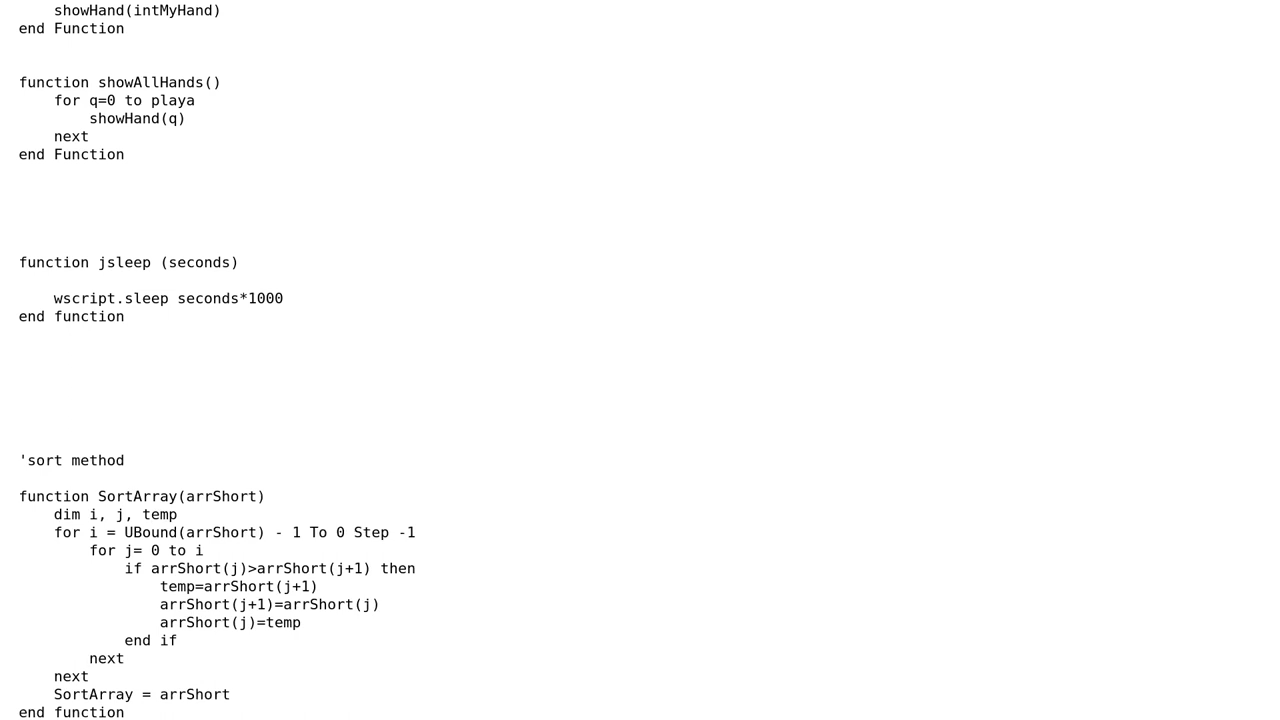 showHand(intMyHand)
end Function
function showAllHands()
    for q=0 to playa
        showHand(q)
    next
end Function
function jsleep (seconds)
    wscript.sleep seconds*1000
end function
'sort method
function SortArray(arrShort)
    dim i, j, temp
    for i = UBound(arrShort) - 1 To 0 Step -1
        for j= 0 to i
            if arrShort(j)>arrShort(j+1) then
                temp=arrShort(j+1)
                arrShort(j+1)=arrShort(j)
                arrShort(j)=temp
            end if
        next
    next
    SortArray = arrShort
end function